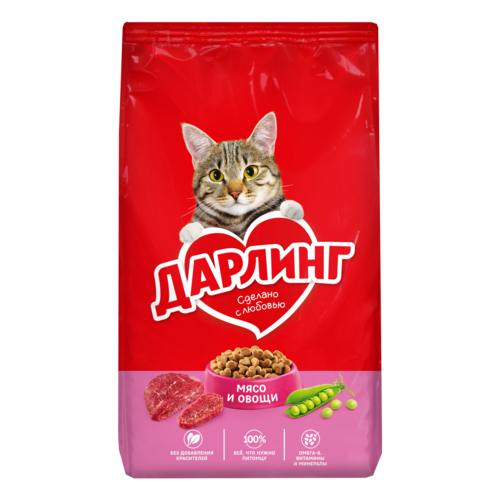 ДАРЛИНГ
Сделано
с любовью
МЯСО
И ОВОЩИ
БЕЗ ДОБАВЛЕНИЯ
КРАСИТЕЛЕЙ
100%
ВСЁ, ЧТО НУЖНО
ПИТОМЦУ
ОМЕГА-6,
ВИТАМИНЫ
И МИНЕРАЛЫ